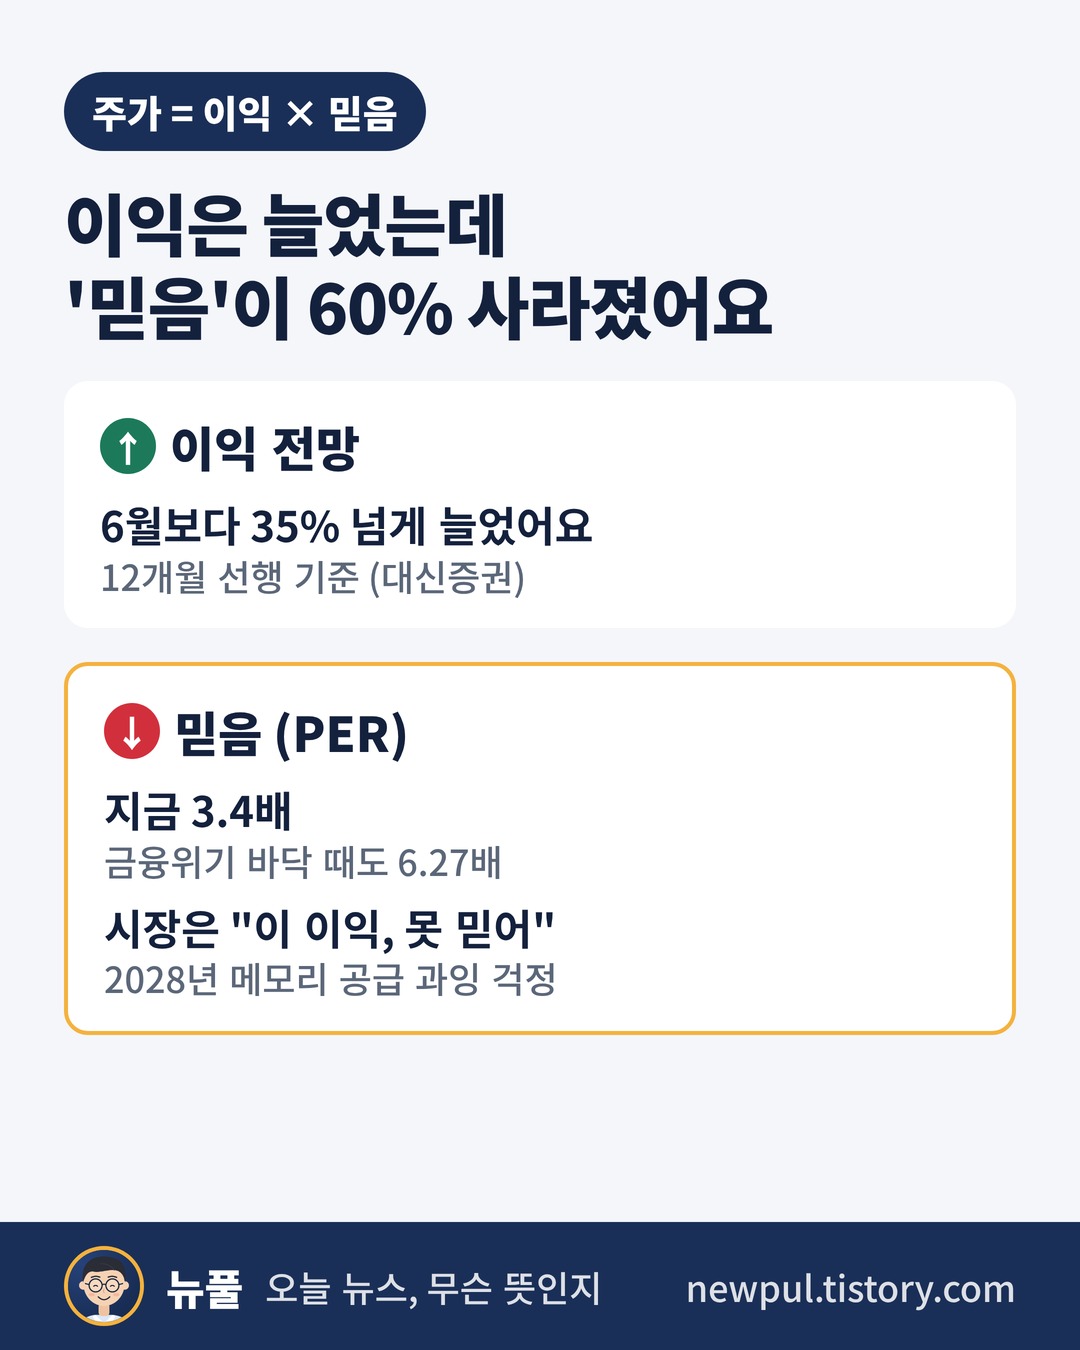 주가 = 이익 × 믿음
이익은 늘었는데
'믿음'이 60% 사라졌어요
↑ 이익 전망
6월보다 35% 넘게 늘었어요
12개월 선행 기준 (대신증권)
↓ 믿음 (PER)
지금 3.4배
금융위기 바닥 때도 6.27배
시장은 "이 이익, 못 믿어"
2028년 메모리 공급 과잉 걱정
뉴풀 오늘 뉴스, 무슨 뜻인지 newpul.tistory.com